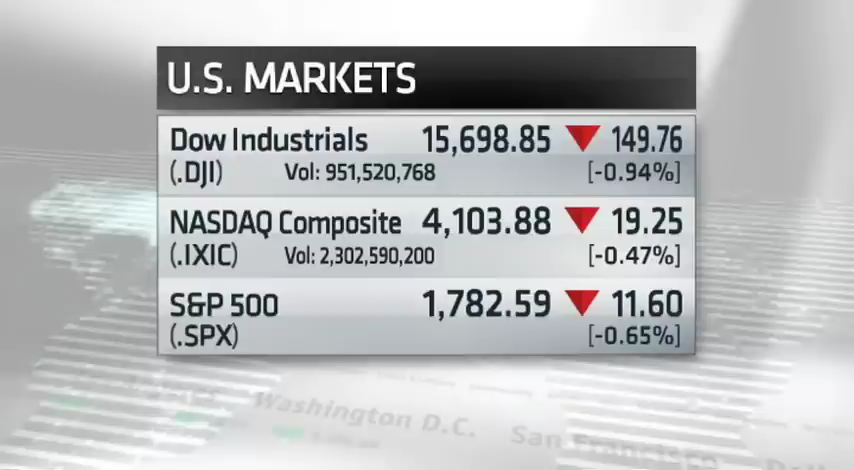 U.S. MARKETS
Dow Industrials 15,698.85 ▼ 149.76
(.DJI) Vol: 951,520,768 [-0.94%]
NASDAQ Composite 4,103.88 ▼ 19.25
(.IXIC) Vol: 2,302,590,200 [-0.47%]
S&P 500 1,782.59 ▼ 11.60
(.SPX) [-0.65%]
Washington D.C. San Francisco